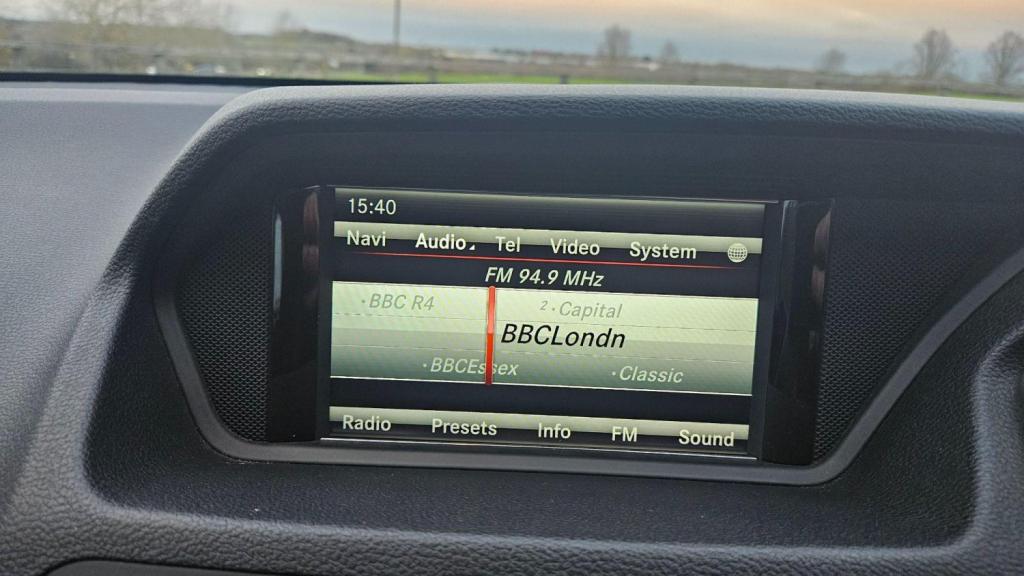 15:40
Navi Audio Tel Video System
FM 94.9 MHz
·BBC R4 2·Capital
BBCLondn
·BBCEssex ·Classic
Radio Presets Info FM Sound